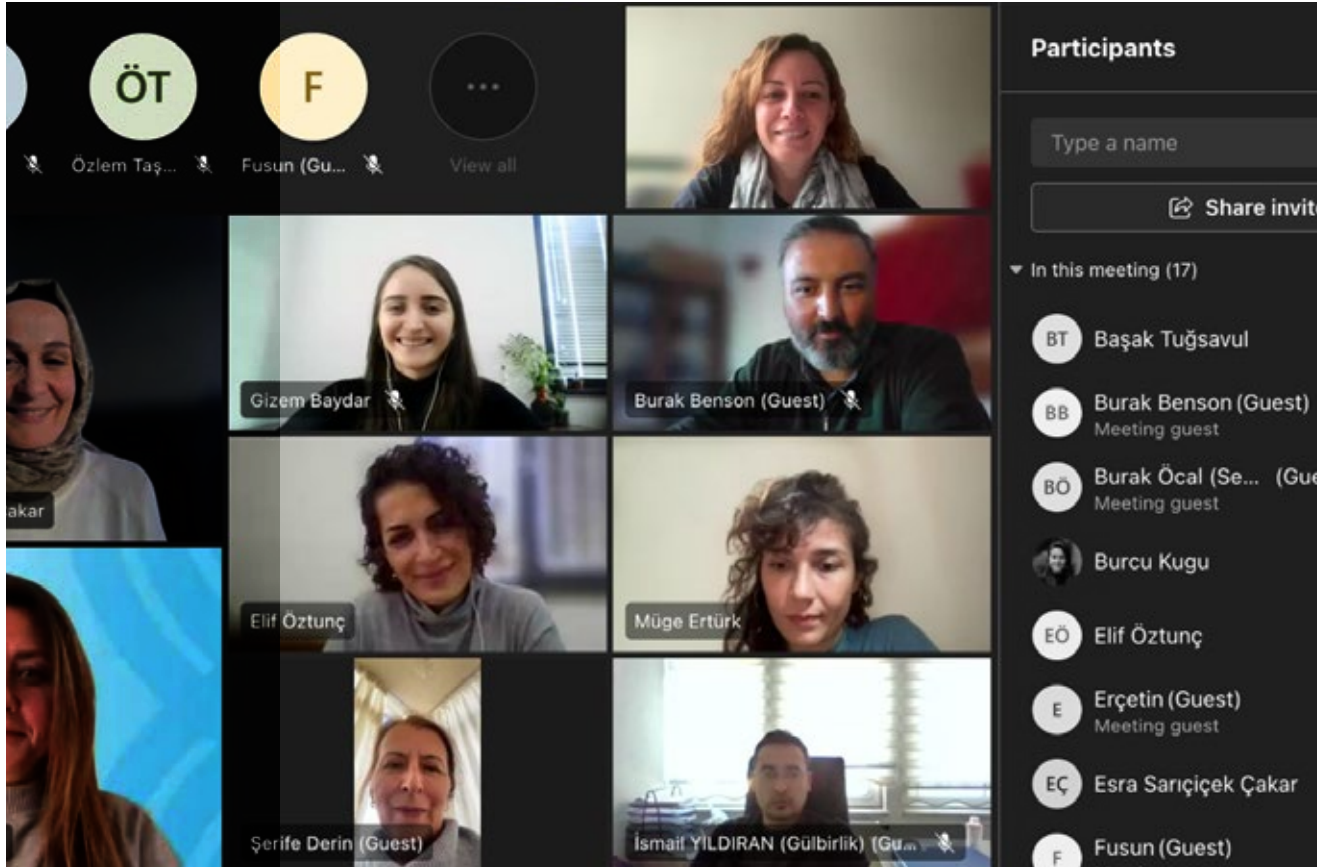 Participants
ÖT
F
Özlem Taş...
Fusun (Gu...
View all
Type a name
Share invit
In this meeting (17)
Gizem Baydar
Burak Benson (Guest)
akar
Elif Öztunç
Müge Ertürk
Şerife Derin (Guest)
İsmail YILDIRAN (Gülbirlik) (Gu...
BT
Başak Tuğsavul
BB
Burak Benson (Guest)
Meeting guest
BÖ
Burak Öcal (Se... (Gue
Meeting guest
Burcu Kugu
EÖ
Elif Öztunç
E
Erçetin (Guest)
Meeting guest
EÇ
Esra Sarıçiçek Çakar
F
Fusun (Guest)